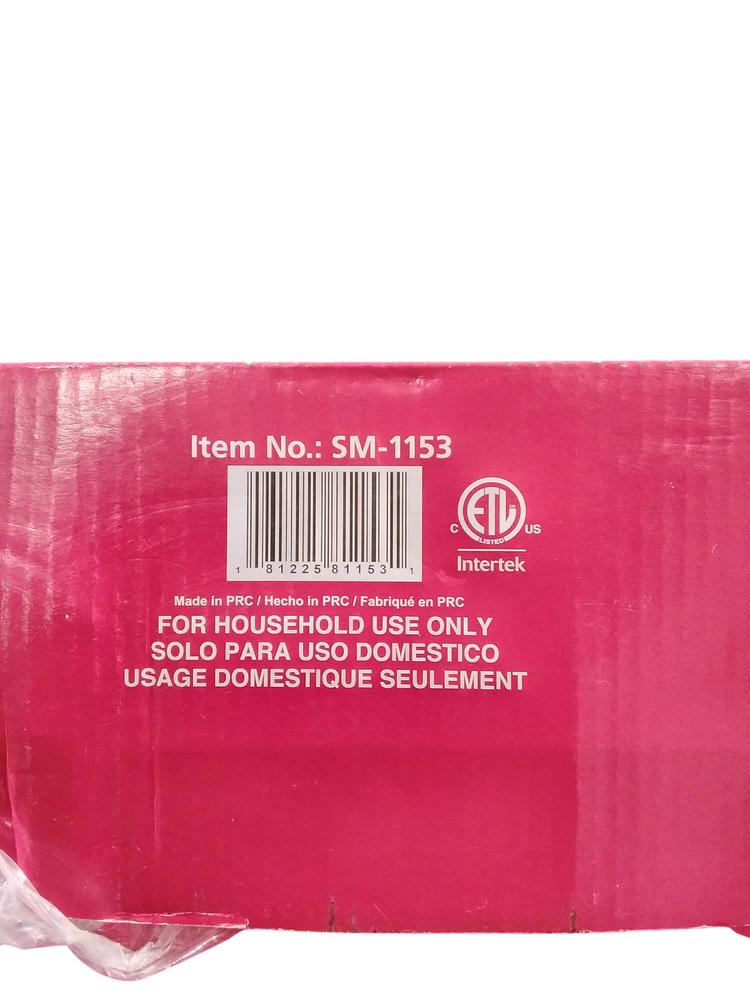 Item No.: SM-1153
1 81225 81153 1
C ETL US
LISTED
Intertek
Made in PRC / Hecho in PRC / Fabriqué en PRC
FOR HOUSEHOLD USE ONLY
SOLO PARA USO DOMESTICO
USAGE DOMESTIQUE SEULEMENT